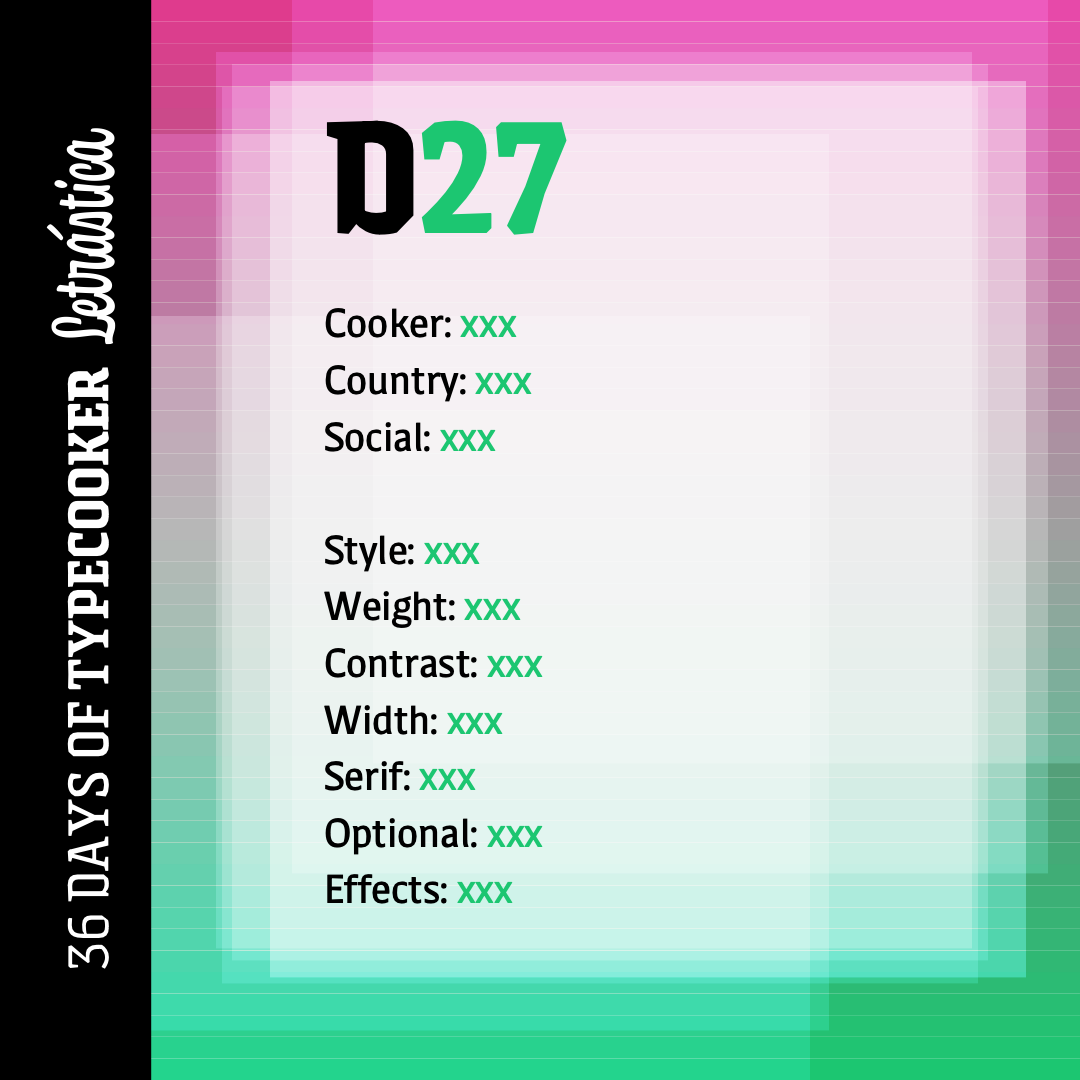 36 DAYS OF TYPECOOKER Letrástica
D27
Cooker: xxx
Country: xxx
Social: xxx
Style: xxx
Weight: xxx
Contrast: xxx
Width: xxx
Serif: xxx
Optional: xxx
Effects: xxx